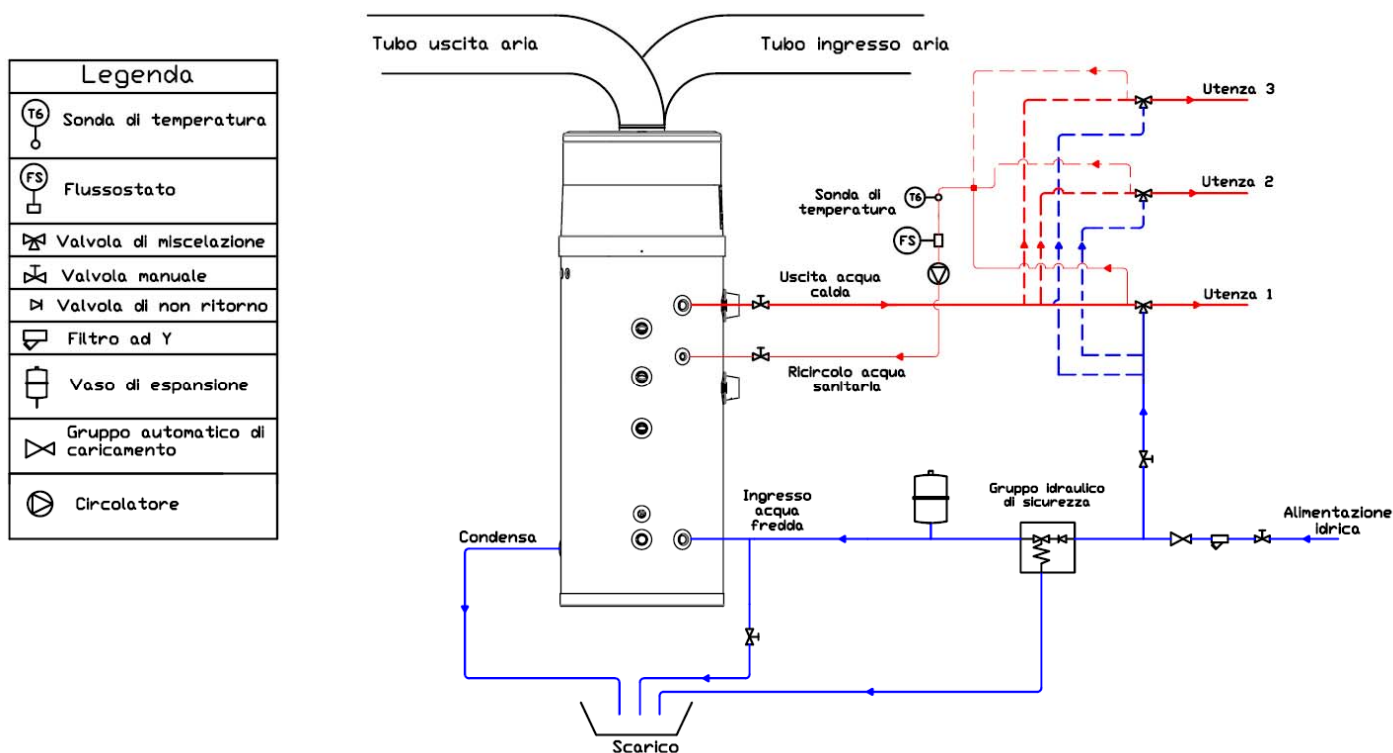 Tubo uscita aria
Tubo ingresso aria
Legenda
T6
Sonda di temperatura
FS
Flussostato
Valvola di miscelazione
Valvola manuale
Valvola di non ritorno
Filtro ad Y
Vaso di espansione
Gruppo automatico di
caricamento
Circolatore
Utenza 3
Utenza 2
Utenza 1
Sonda di
temperatura
T6
FS
Uscita acqua
calda
Ricircolo acqua
sanitaria
Ingresso
acqua
fredda
Gruppo idraulico
di sicurezza
Alimentazione
idrica
Condensa
Scarico